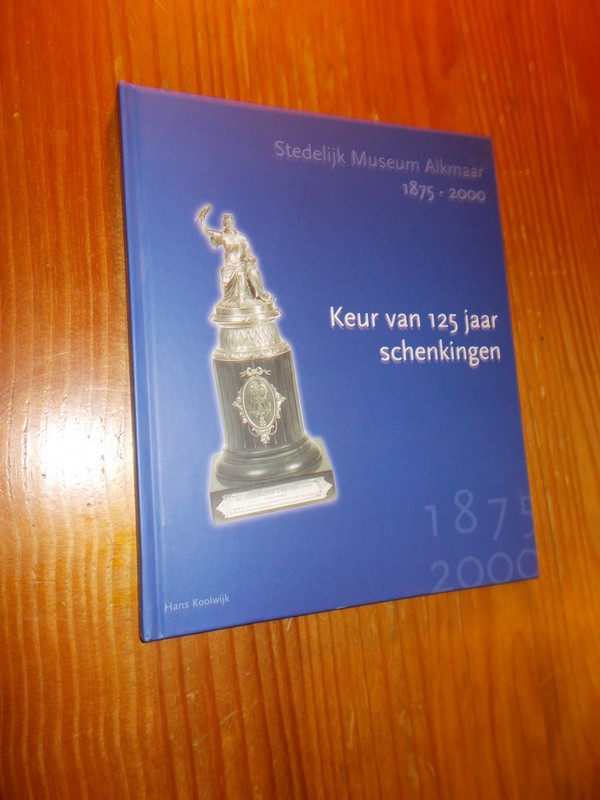 Stedelijk Museum Alkmaar
1875 - 2000
Keur van 125 jaar
schenkingen
1875
2000
Hans Koolwijk